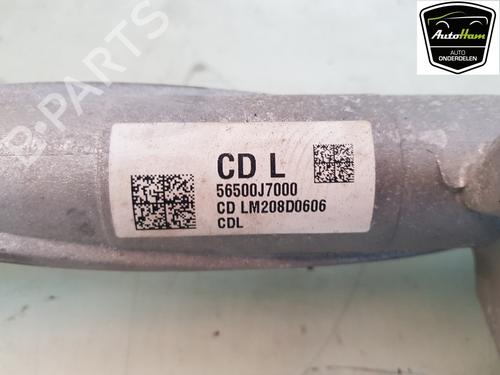 AutoHam
AUTO
ONDERDELEN
B-PARTS
CD L
56500J7000
CD LM208D0606
CDL